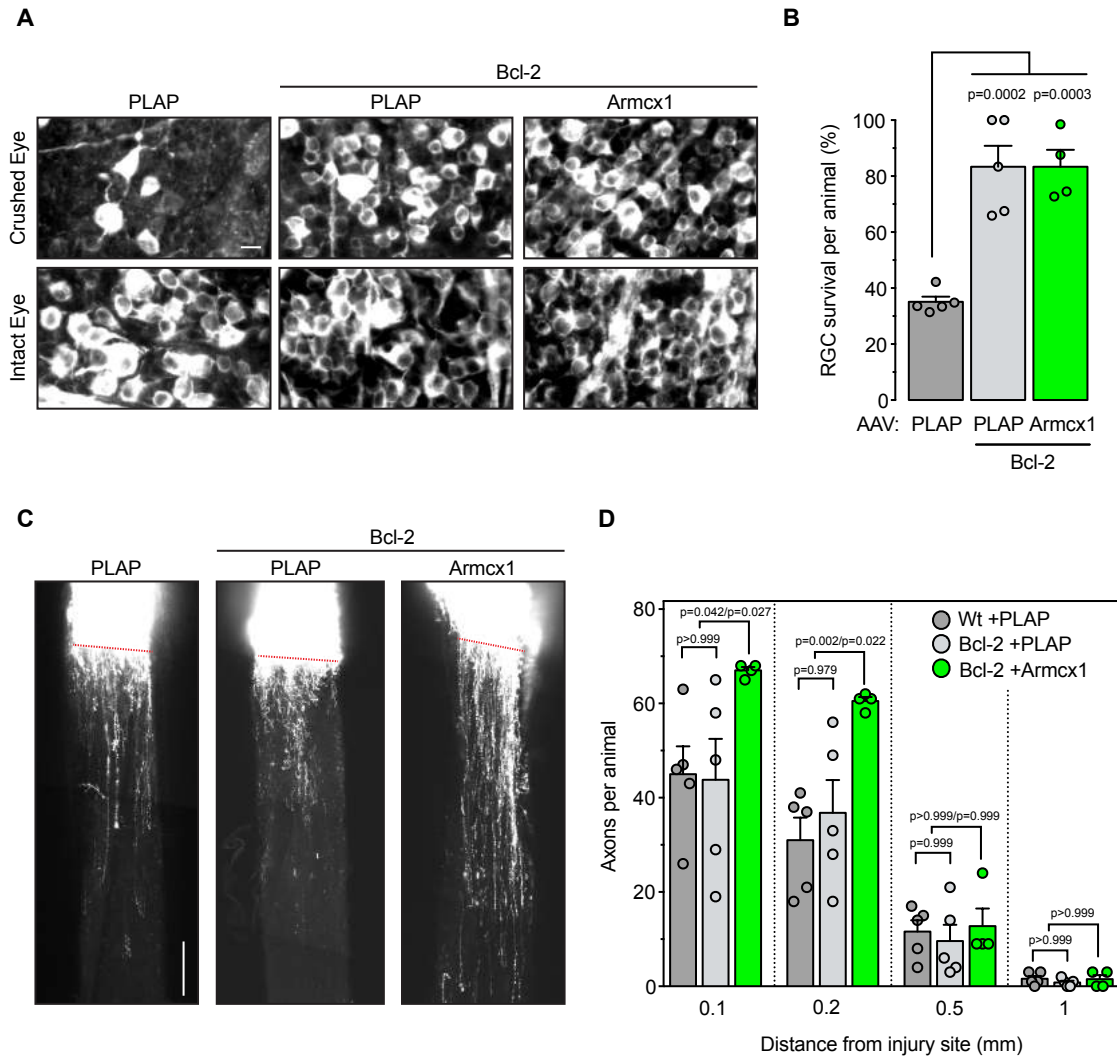 A
Bcl-2
PLAP
PLAP
Armcx1
Crushed Eye
Intact Eye
B
p=0.0002
p=0.0003
100
80
60
40
20
0
RGC survival per animal (%)
AAV: PLAP PLAP Armcx1
Bcl-2
C
Bcl-2
PLAP
PLAP
Armcx1
D
80
60
40
20
0
Axons per animal
p=0.042/p=0.027
p>0.999
p=0.002/p=0.022
p=0.979
p>0.999/p=0.999
p=0.999
p>0.999
p>0.999
Wt +PLAP
Bcl-2 +PLAP
Bcl-2 +Armcx1
0.1 0.2 0.5 1
Distance from injury site (mm)